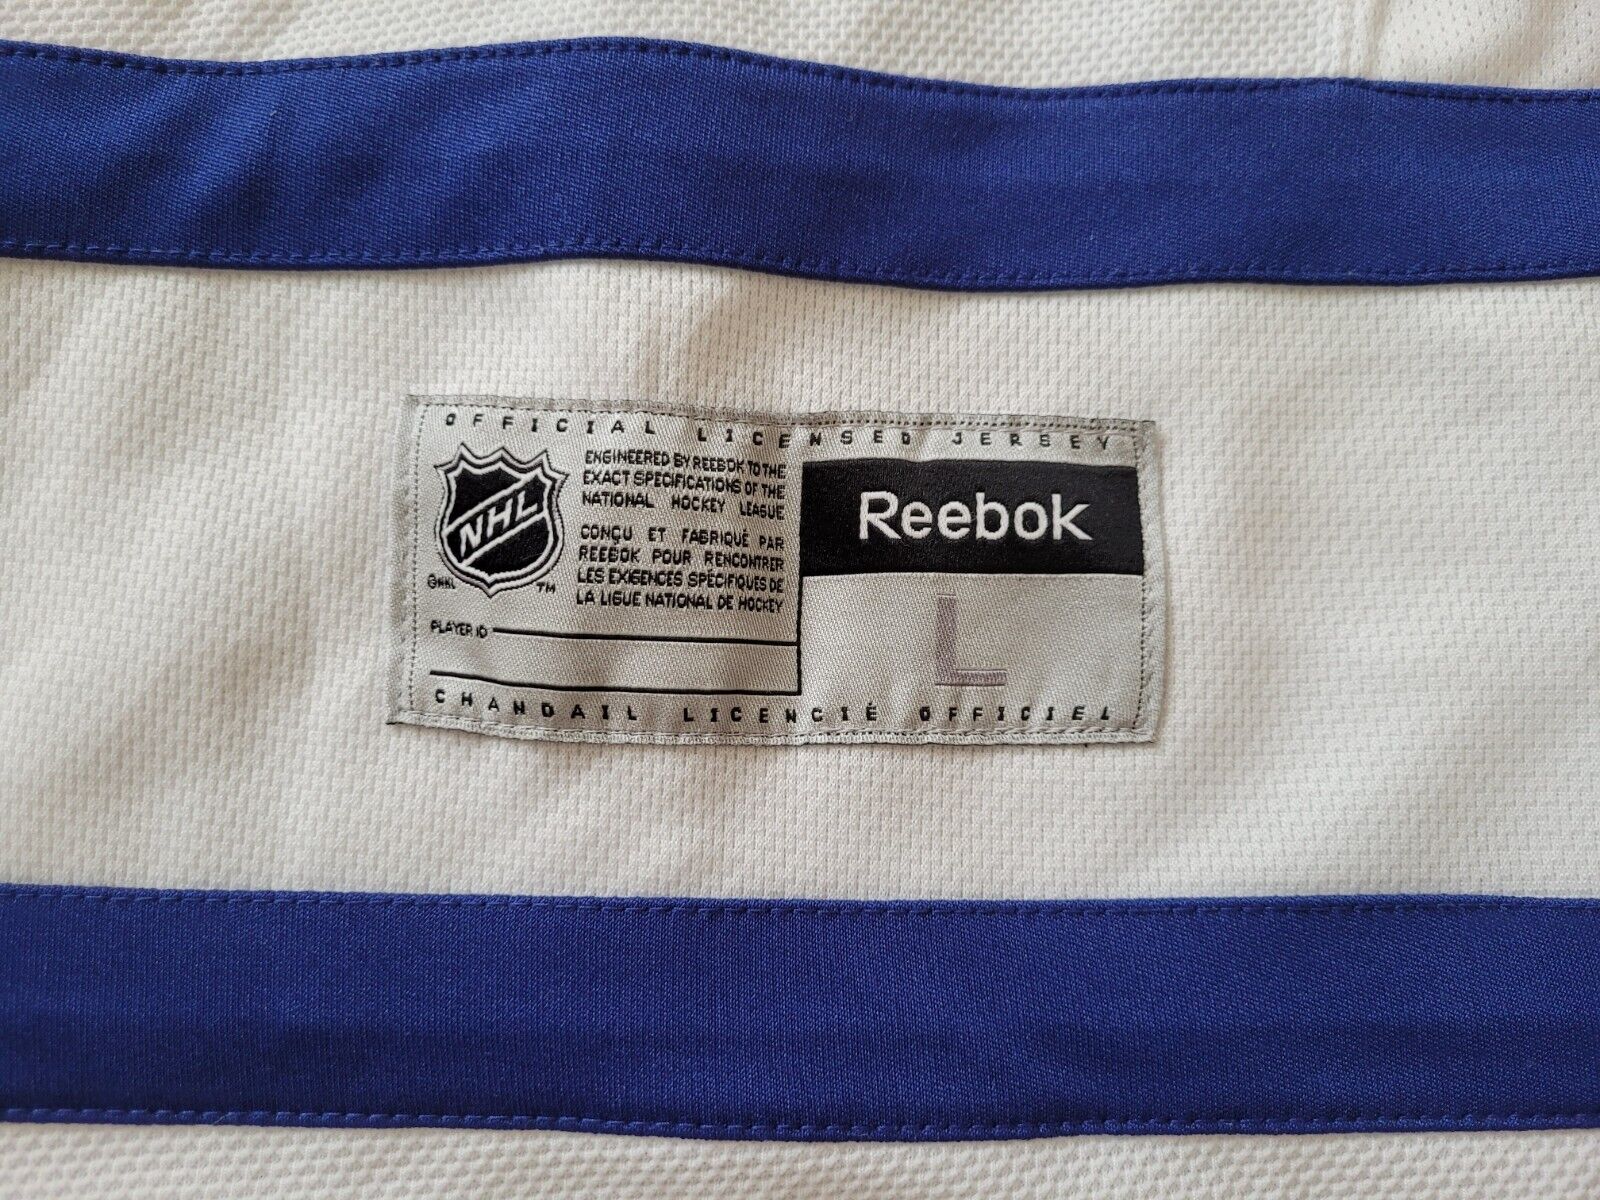 OFFICIAL LICENSED JERSEY
NHL
©NHL
TM
ENGINEERED BY REEBOK TO THE
EXACT SPECIFICATIONS OF THE
NATIONAL HOCKEY LEAGUE
CONÇU ET FABRIQUÉ PAR
REEBOK POUR RENCONTRER
LES EXIGENCES SPÉCIFIQUES DE
LA LIGUE NATIONAL DE HOCKEY
PLAYER ID
Reebok
L
CHANDAIL LICENCIÉ OFFICIEL